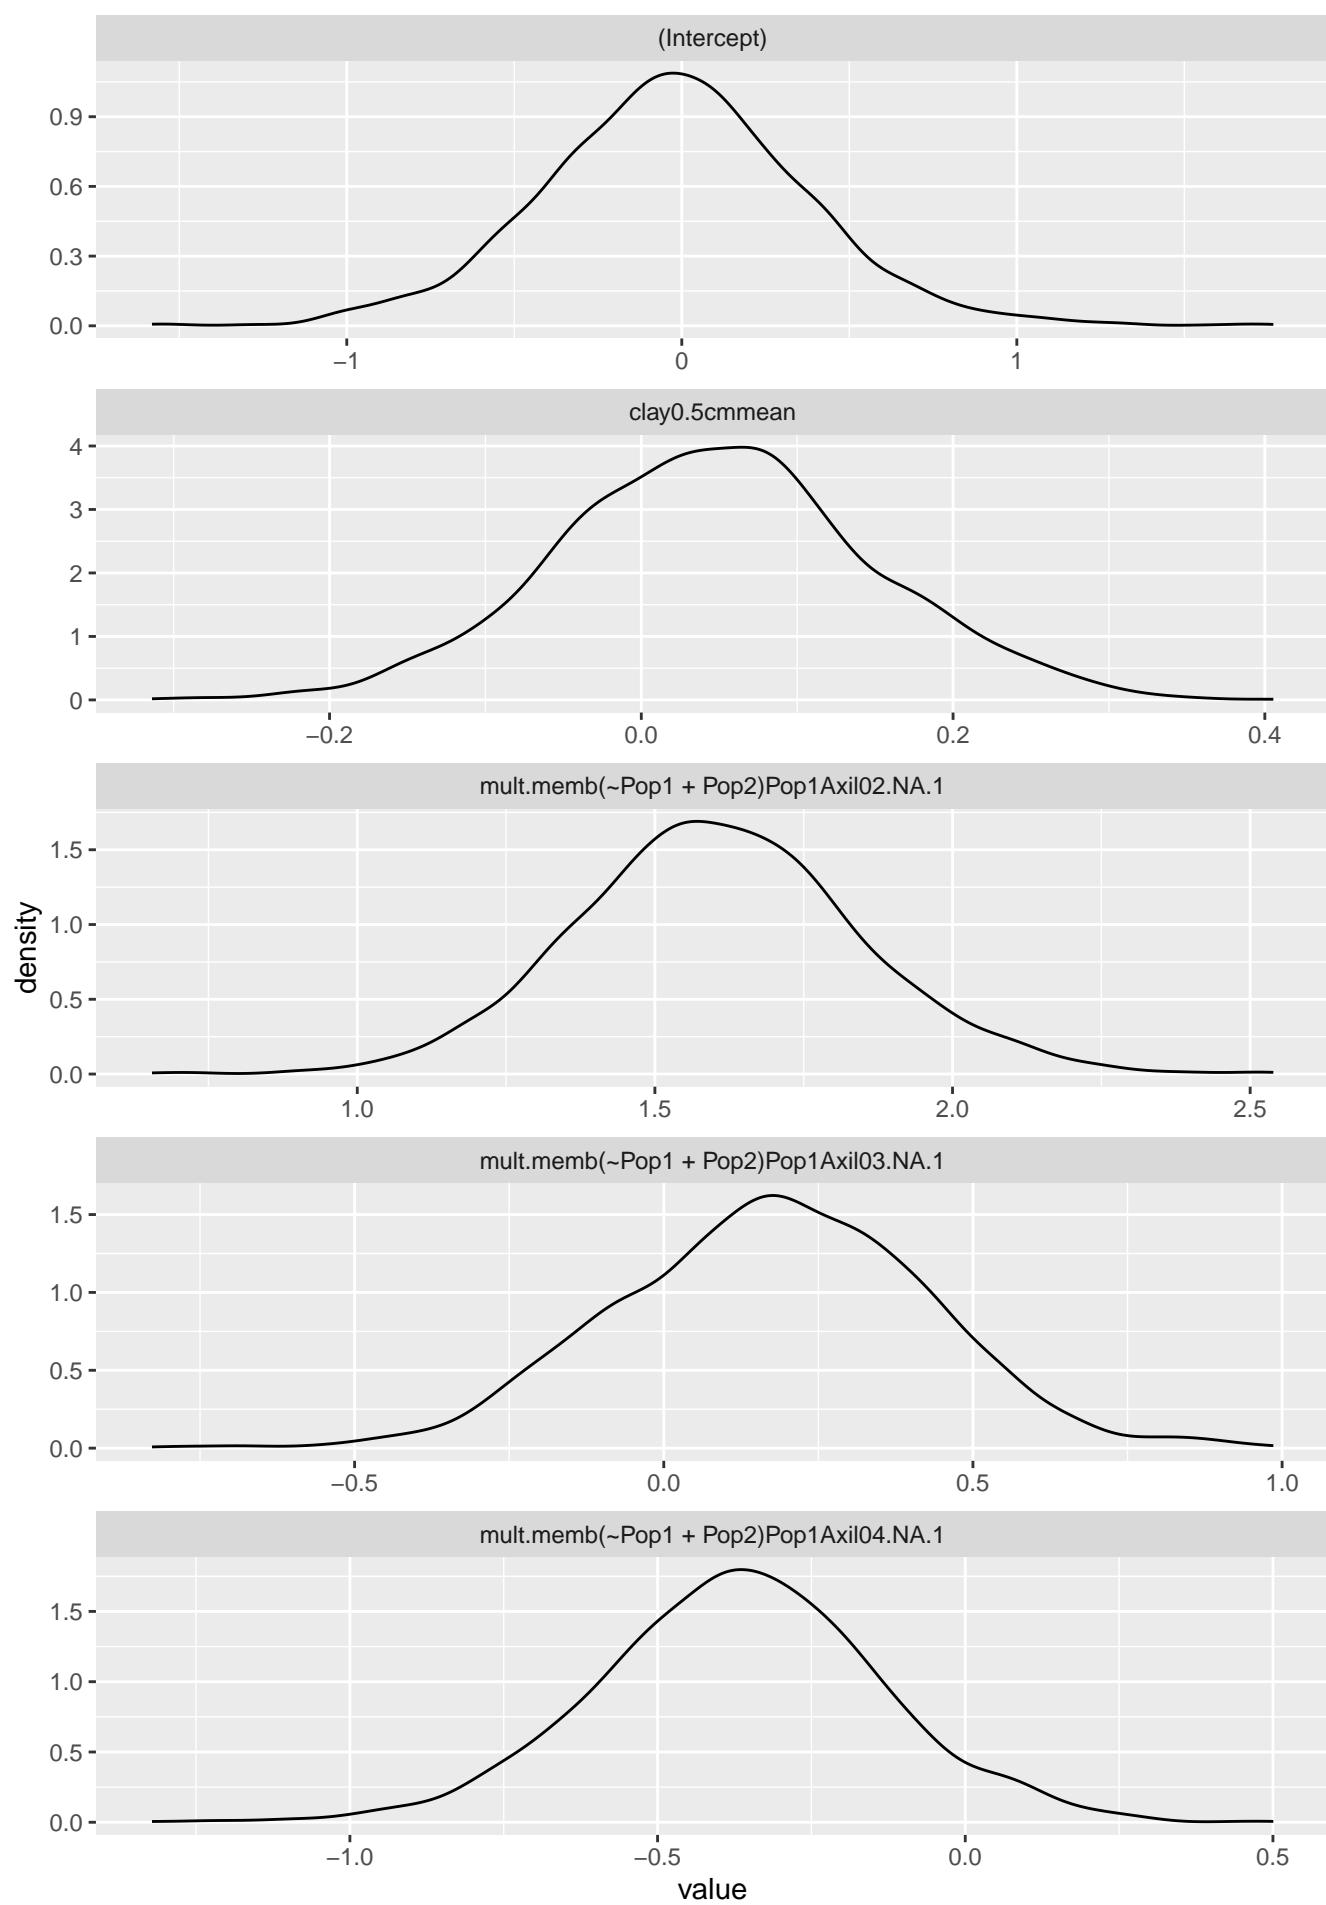 (Intercept)
0.9
0.6
0.3
0.0
−1 0 1
clay0.5cmmean
4
3
2
1
0
−0.2 0.0 0.2 0.4
mult.memb(~Pop1 + Pop2)Pop1Axil02.NA.1
1.5
1.0
0.5
0.0
1.0 1.5 2.0 2.5
density
mult.memb(~Pop1 + Pop2)Pop1Axil03.NA.1
1.5
1.0
0.5
0.0
−0.5 0.0 0.5 1.0
mult.memb(~Pop1 + Pop2)Pop1Axil04.NA.1
1.5
1.0
0.5
0.0
−1.0 −0.5 0.0 0.5
value